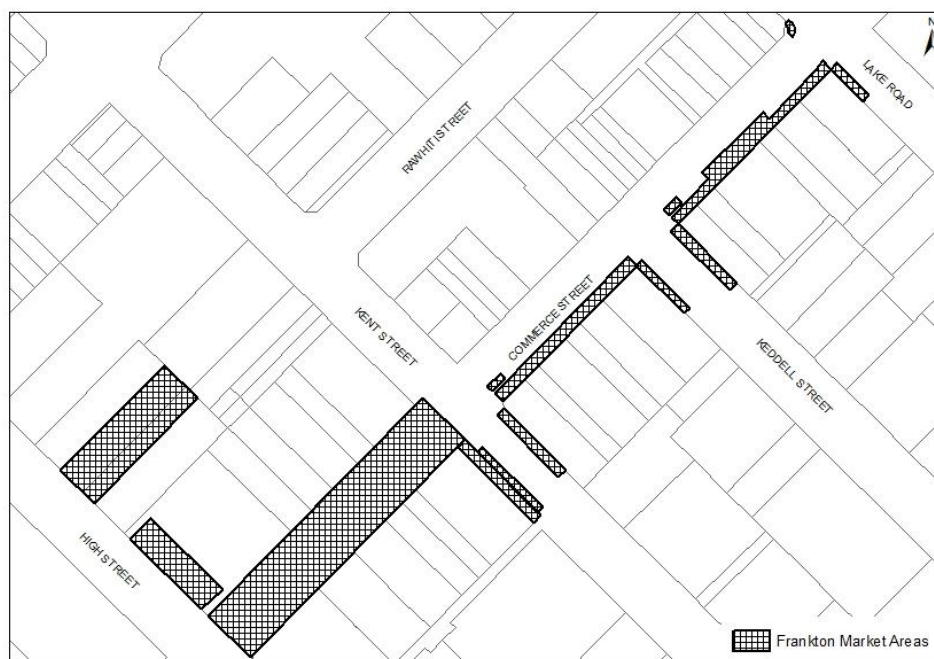 N
LAKE ROAD
RAWHITI STREET
COMMERCE STREET
KENT STREET
KEDDELL STREET
HIGH STREET
Frankton Market Areas